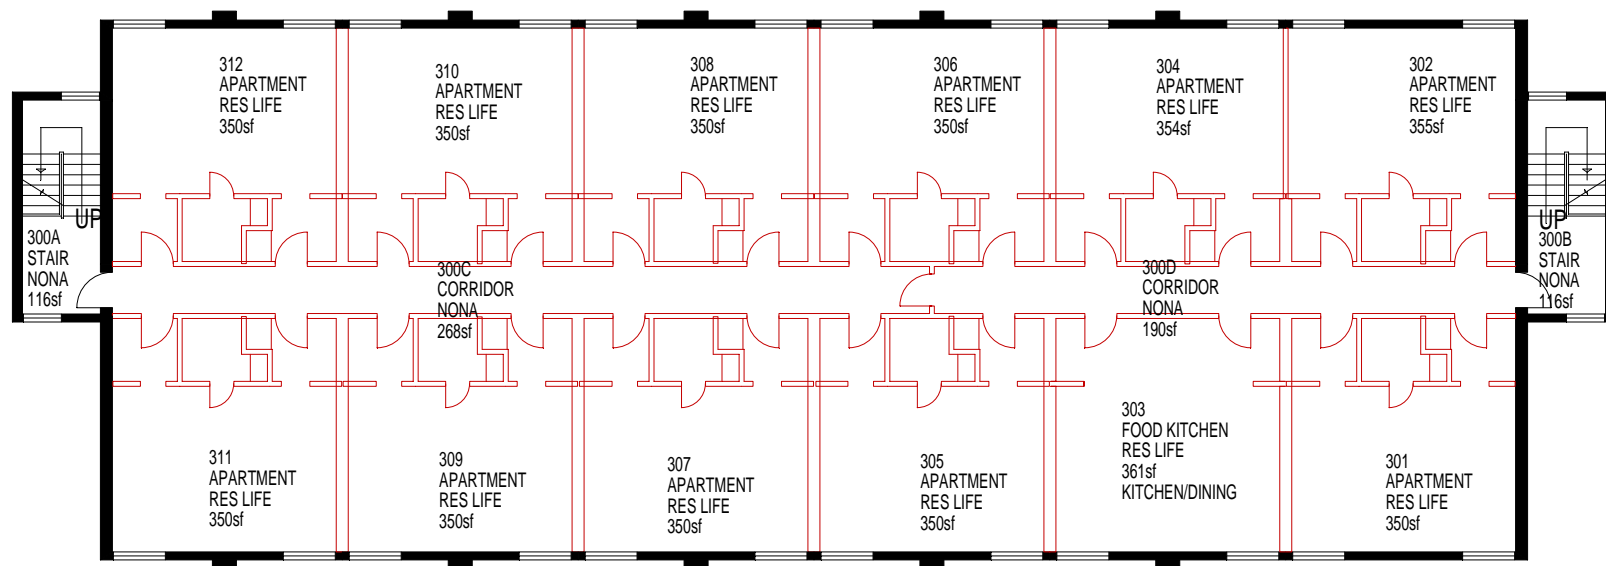 312
APARTMENT
RES LIFE
350sf
310
APARTMENT
RES LIFE
350sf
308
APARTMENT
RES LIFE
350sf
306
APARTMENT
RES LIFE
350sf
304
APARTMENT
RES LIFE
354sf
302
APARTMENT
RES LIFE
355sf
UP
300A
STAIR
NONA
116sf
300C
CORRIDOR
NONA
268sf
300D
CORRIDOR
NONA
190sf
UP
300B
STAIR
NONA
116sf
311
APARTMENT
RES LIFE
350sf
309
APARTMENT
RES LIFE
350sf
307
APARTMENT
RES LIFE
350sf
305
APARTMENT
RES LIFE
350sf
303
FOOD KITCHEN
RES LIFE
361sf
KITCHEN/DINING
301
APARTMENT
RES LIFE
350sf